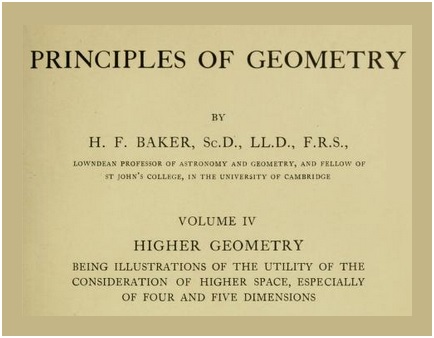 PRINCIPLES OF GEOMETRY
BY
H. F. BAKER, Sc.D., LL.D., F.R.S.,
LOWNDEAN PROFESSOR OF ASTRONOMY AND GEOMETRY, AND FELLOW OF
ST JOHN'S COLLEGE, IN THE UNIVERSITY OF CAMBRIDGE
VOLUME IV
HIGHER GEOMETRY
BEING ILLUSTRATIONS OF THE UTILITY OF THE
CONSIDERATION OF HIGHER SPACE, ESPECIALLY
OF FOUR AND FIVE DIMENSIONS